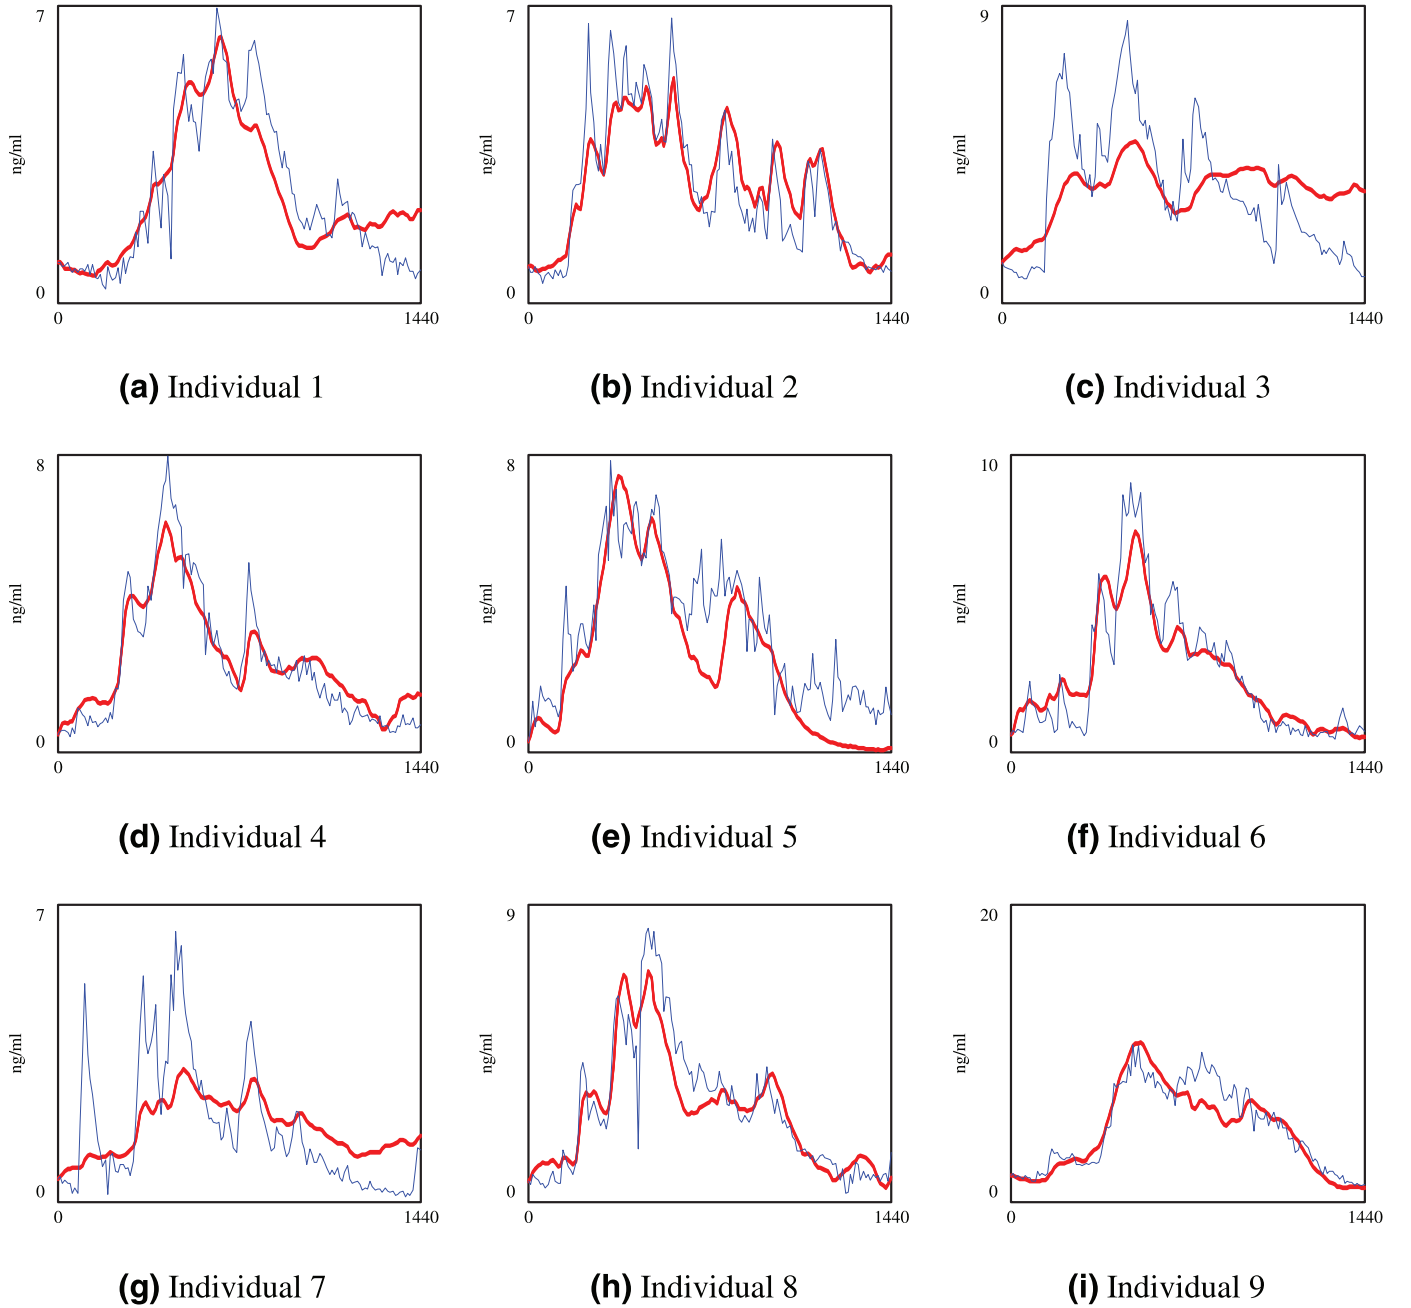 7 7 9
ng/ml ng/ml ng/ml
0 0 0
0 1440 0 1440 0 1440
(a) Individual 1 (b) Individual 2 (c) Individual 3
8 8 10
ng/ml ng/ml ng/ml
0 0 0
0 1440 0 1440 0 1440
(d) Individual 4 (e) Individual 5 (f) Individual 6
7 9 20
ng/ml ng/ml ng/ml
0 0 0
0 1440 0 1440 0 1440
(g) Individual 7 (h) Individual 8 (i) Individual 9